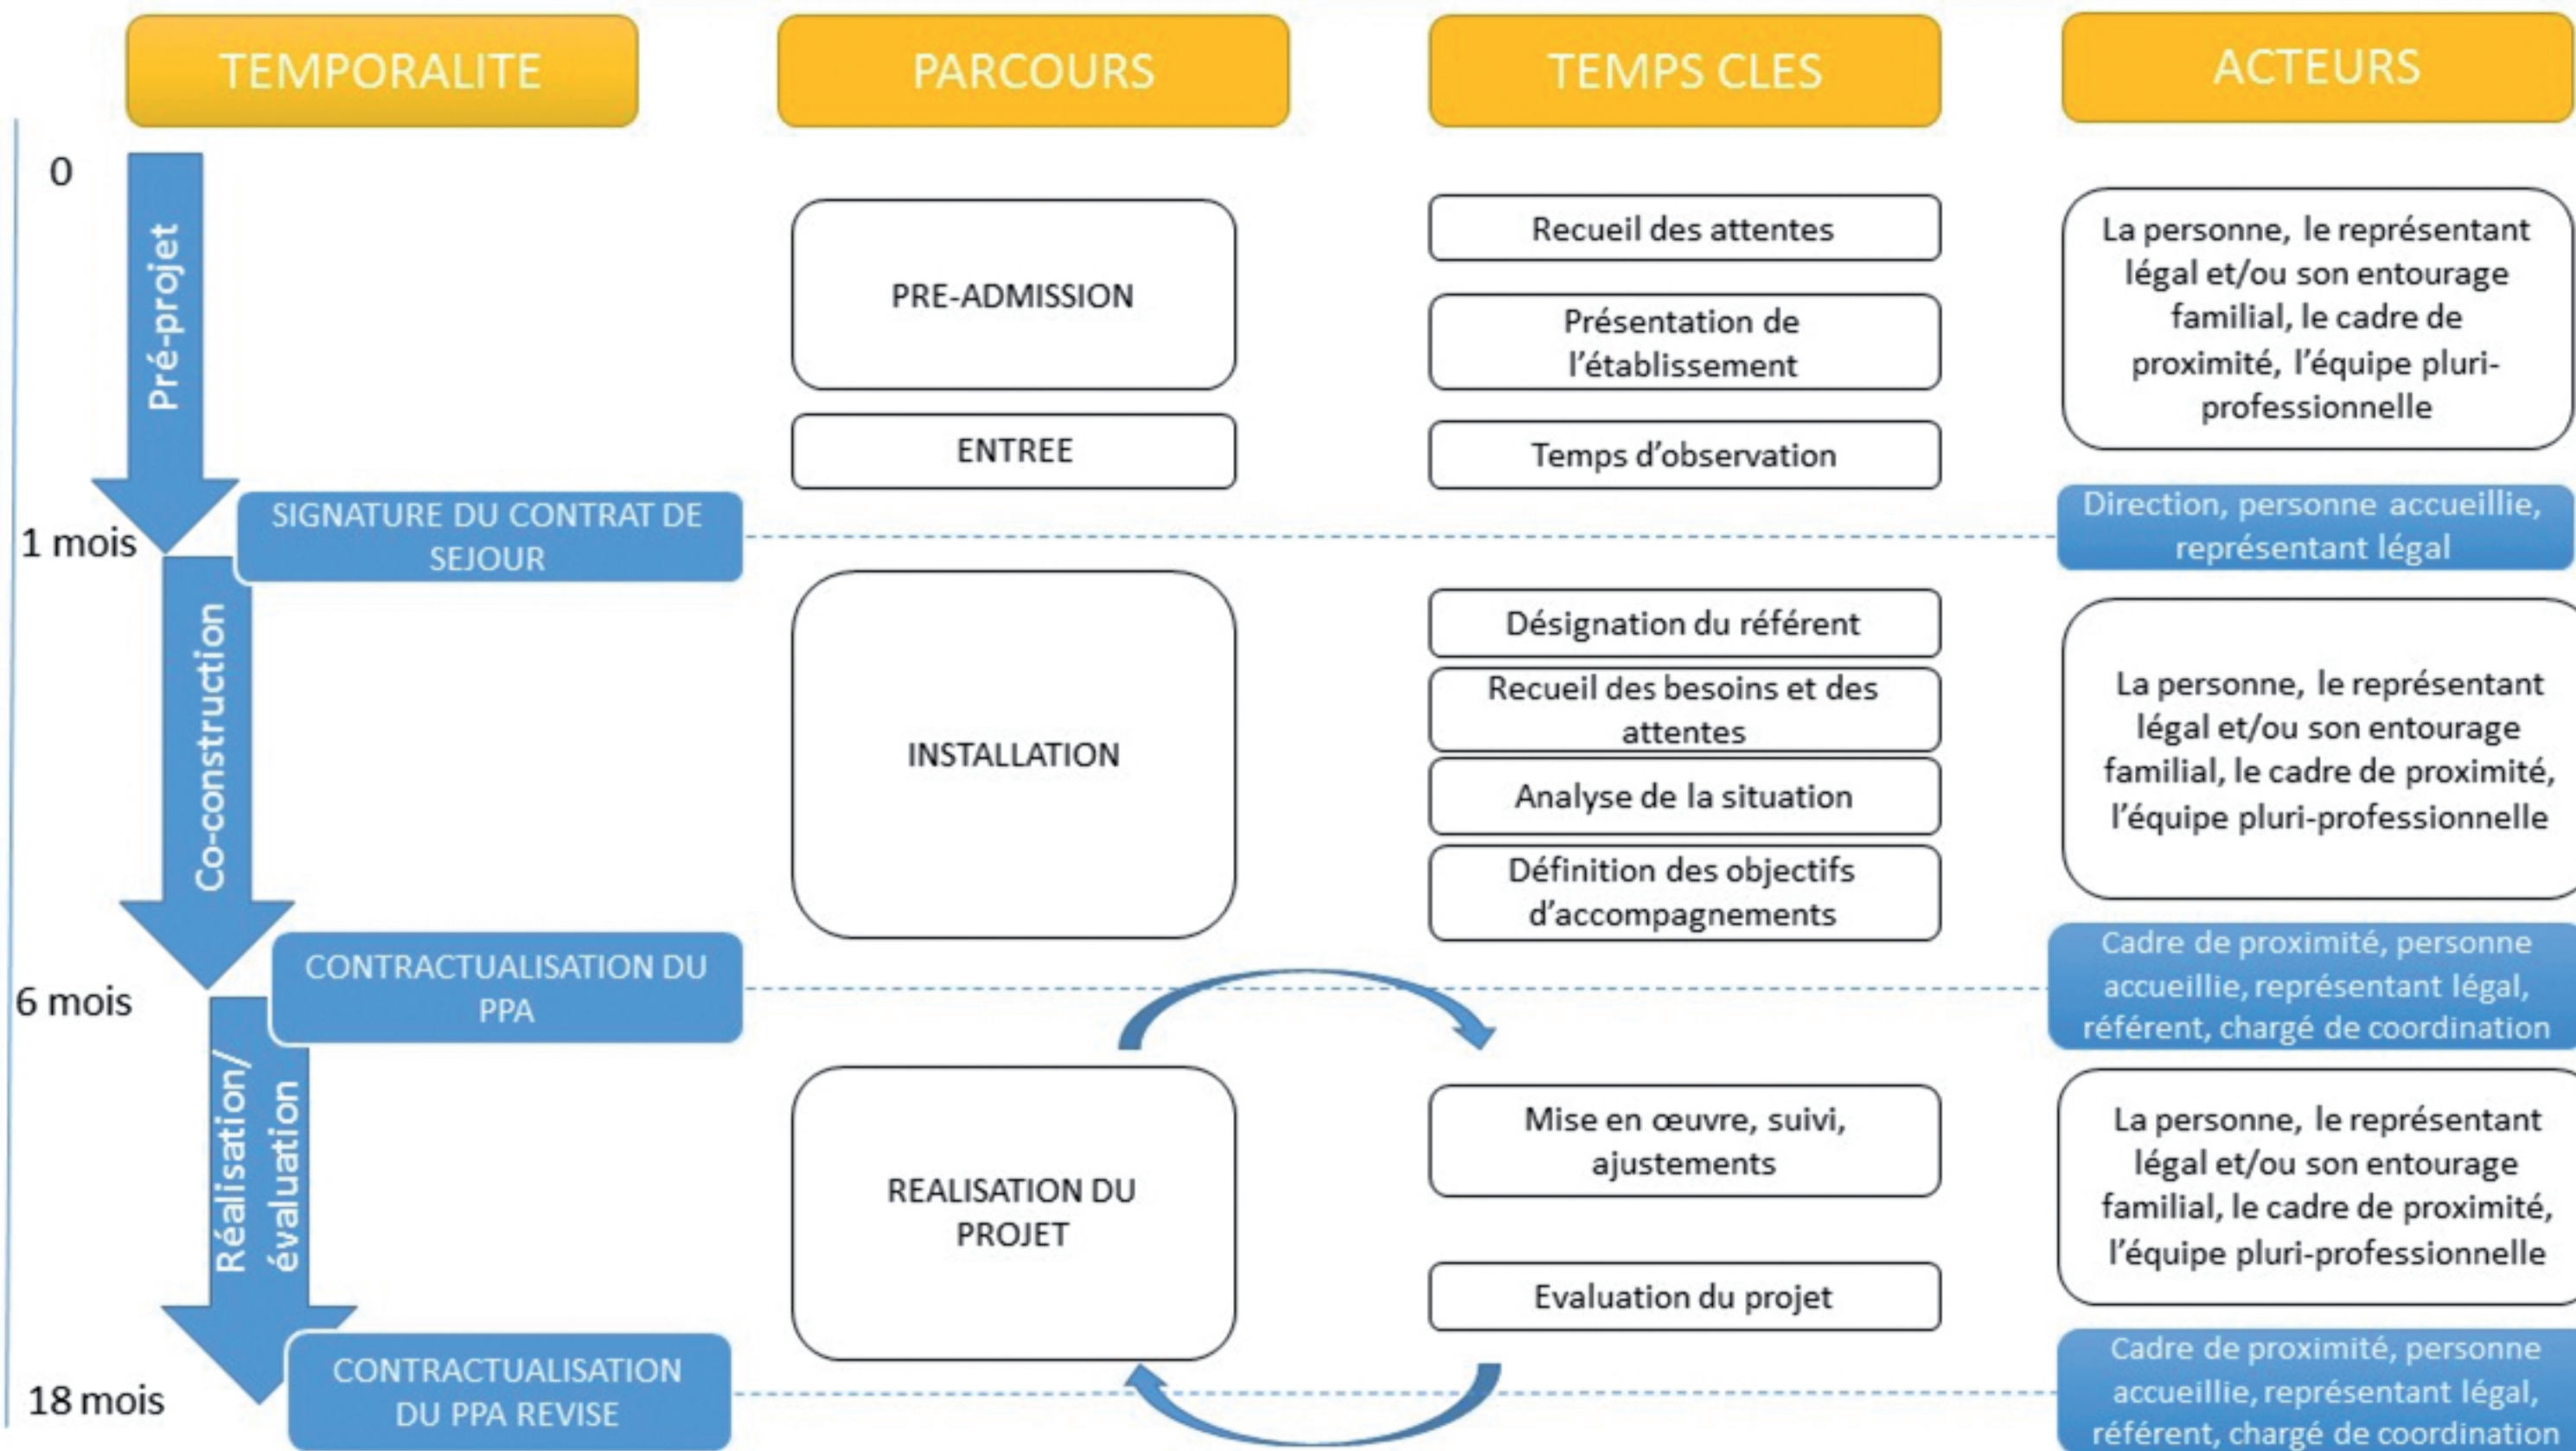 TEMPORALITE
PARCOURS
TEMPS CLES
ACTEURS
0
Pré-projet
PRE-ADMISSION
ENTREE
Recueil des attentes
Présentation de
l'établissement
Temps d'observation
La personne, le représentant
légal et/ou son entourage
familial, le cadre de
proximité, l'équipe pluri-
professionnelle
1 mois
SIGNATURE DU CONTRAT DE
SEJOUR
Direction, personne accueillie,
représentant légal
Co-construction
INSTALLATION
Désignation du référent
Recueil des besoins et des
attentes
Analyse de la situation
Définition des objectifs
d'accompagnements
La personne, le représentant
légal et/ou son entourage
familial, le cadre de proximité,
l'équipe pluri-professionnelle
6 mois
CONTRACTUALISATION DU
PPA
Cadre de proximité, personne
accueillie, représentant légal,
référent, chargé de coordination
Réalisation/
évaluation
REALISATION DU
PROJET
Mise en œuvre, suivi,
ajustements
Evaluation du projet
La personne, le représentant
légal et/ou son entourage
familial, le cadre de proximité,
l'équipe pluri-professionnelle
18 mois
CONTRACTUALISATION
DU PPA REVISE
Cadre de proximité, personne
accueillie, représentant légal,
référent, chargé de coordination